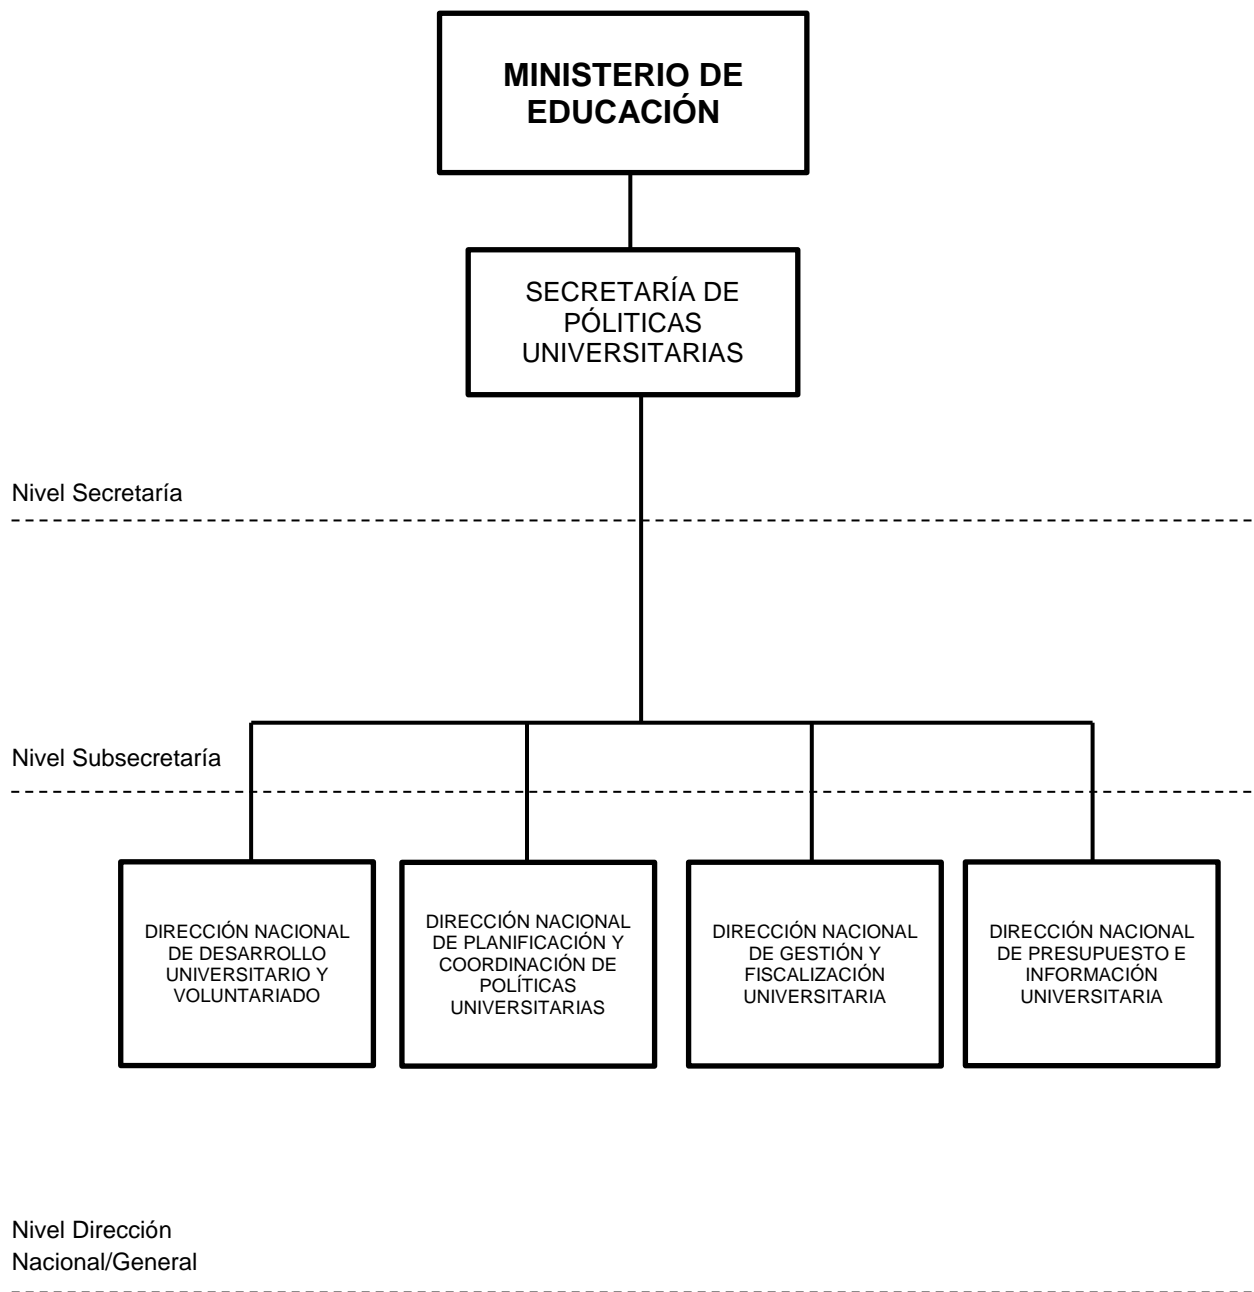 MINISTERIO DE
EDUCACIÓN
SECRETARÍA DE
PÓLITICAS
UNIVERSITARIAS
Nivel Secretaría
Nivel Subsecretaría
DIRECCIÓN NACIONAL
DE DESARROLLO
UNIVERSITARIO Y
VOLUNTARIADO
DIRECCIÓN NACIONAL
DE PLANIFICACIÓN Y
COORDINACIÓN DE
POLÍTICAS
UNIVERSITARIAS
DIRECCIÓN NACIONAL
DE GESTIÓN Y
FISCALIZACIÓN
UNIVERSITARIA
DIRECCIÓN NACIONAL
DE PRESUPUESTO E
INFORMACIÓN
UNIVERSITARIA
Nivel Dirección
Nacional/General